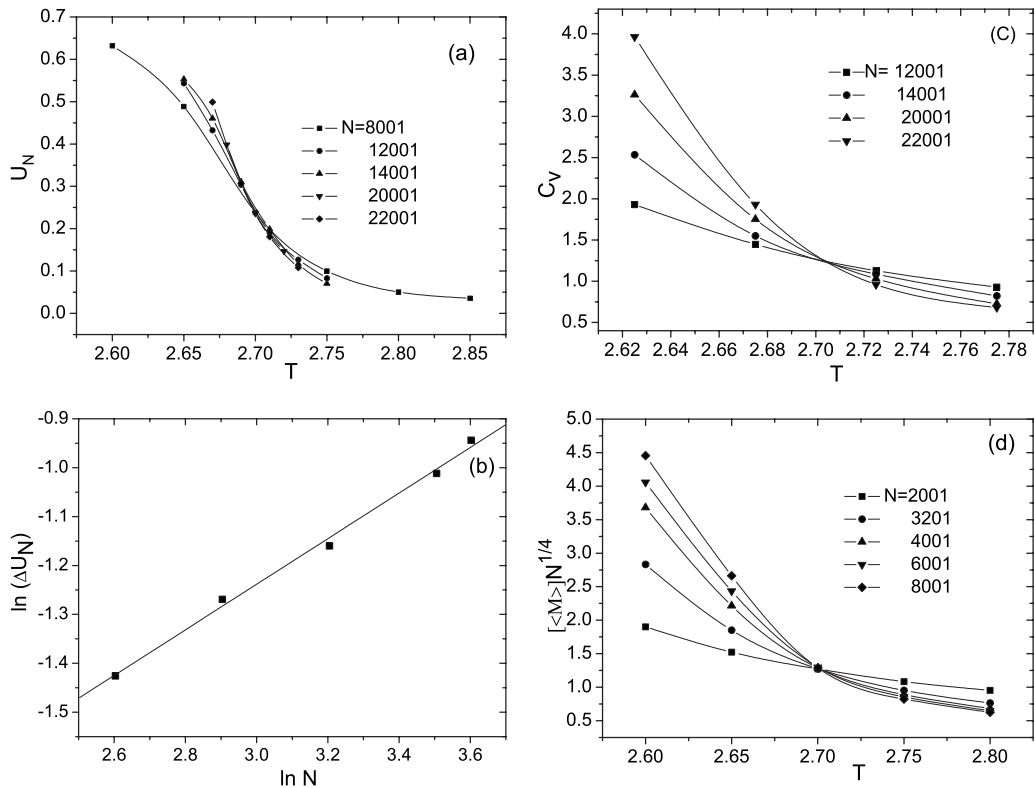 (a)
U_N
0.7
0.6
0.5
0.4
0.3
0.2
0.1
0.0
N=8001
12001
14001
20001
22001
2.60 2.65 2.70 2.75 2.80 2.85
T
(C)
C_V
4.0
3.5
3.0
2.5
2.0
1.5
1.0
0.5
N= 12001
14001
20001
22001
2.62 2.64 2.66 2.68 2.70 2.72 2.74 2.76 2.78
T
(b)
ln (ΔU_N)
-0.9
-1.0
-1.1
-1.2
-1.3
-1.4
-1.5
2.6 2.8 3.0 3.2 3.4 3.6
ln N
(d)
[<M>]N^{1/4}
5.0
4.5
4.0
3.5
3.0
2.5
2.0
1.5
1.0
0.5
N=2001
3201
4001
6001
8001
2.60 2.65 2.70 2.75 2.80
T